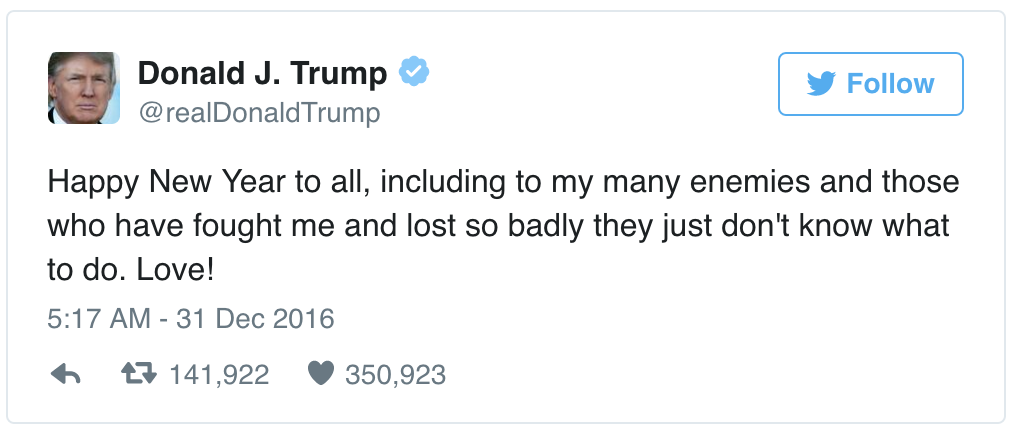 Donald J. Trump
@realDonaldTrump
Follow
Happy New Year to all, including to my many enemies and those
who have fought me and lost so badly they just don't know what
to do. Love!
5:17 AM - 31 Dec 2016
141,922 350,923